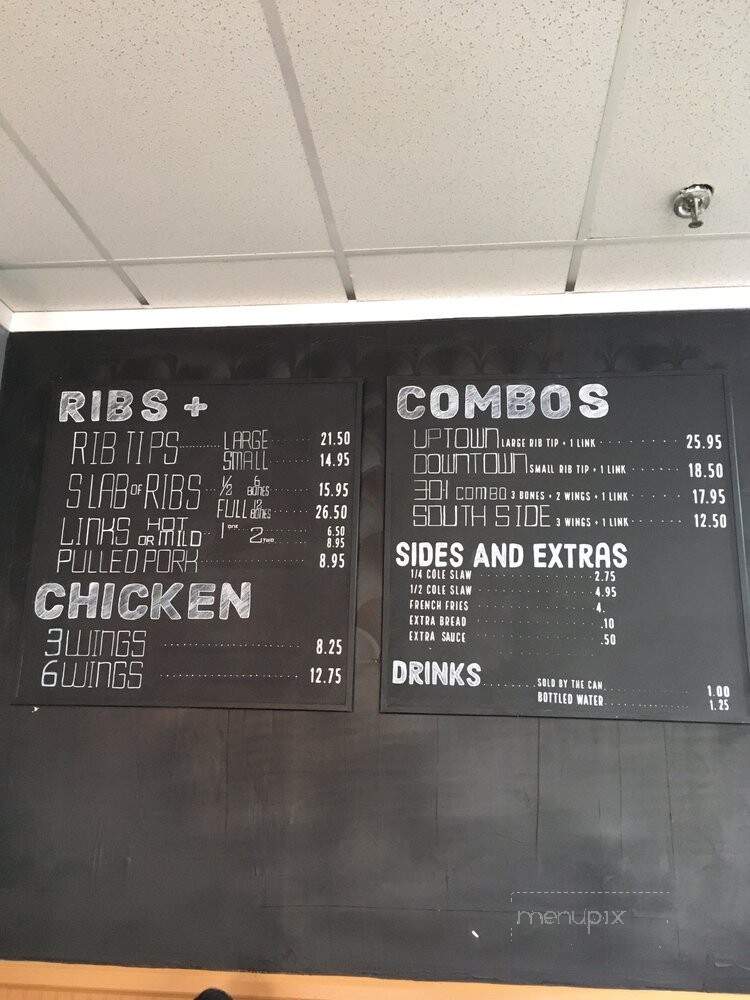 RIBS +
RIB TIPS LARGE 21.50
SMALL 14.95
SLAB OF RIBS 1/2 6 BONES 15.95
FULL 12 BONES 26.50
LINKS HOT OR MILD 1 ONE 6.50
2 TWO 8.95
PULLED PORK 8.95
CHICKEN
3 WINGS 8.25
6 WINGS 12.75
COMBOS
UPTOWN LARGE RIB TIP + 1 LINK 25.95
DOWNTOWN SMALL RIB TIP + 1 LINK 18.50
301 COMBO 3 BONES + 2 WINGS + 1 LINK 17.95
SOUTH SIDE 3 WINGS + 1 LINK 12.50
SIDES AND EXTRAS
1/4 COLE SLAW 2.75
1/2 COLE SLAW 4.95
FRENCH FRIES 4.
EXTRA BREAD .10
EXTRA SAUCE .50
DRINKS SOLD BY THE CAN 1.00
BOTTLED WATER 1.25
menupix